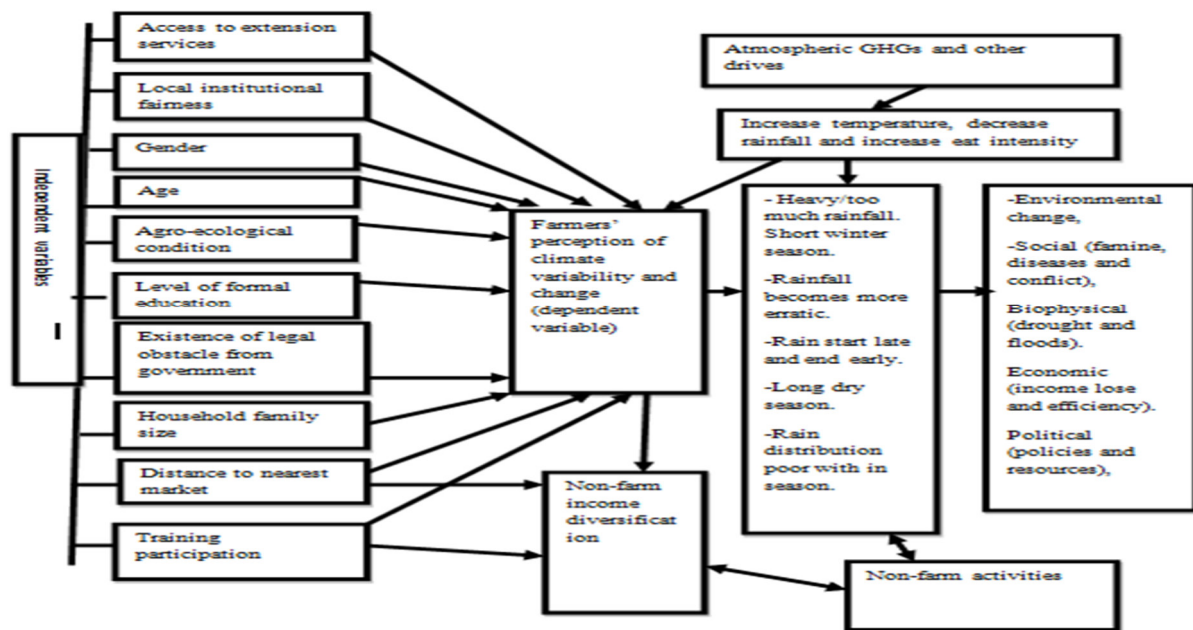 Independent variables
Access to extension
services
Local institutional
fairness
Gender
Age
Agro-ecological
condition
Level of formal
education
Existence of legal
obstacle from
government
Household family
size
Distance to nearest
market
Training
participation
Farmers'
perception of
climate
variability and
change
(dependent
variable)
Non-farm
income
diversificat
ion
Atmospheric GHGs and other
drives
Increase temperature, decrease
rainfall and increase eat intensity
- Heavy/too
much rainfall.
Short winter
season.
-Rainfall
becomes more
erratic.
-Rain start late
and end early.
-Long dry
season.
-Rain
distribution
poor with in
season.
-Environmental
change,
-Social (famine,
diseases and
conflict),
Biophysical
(drought and
floods).
Economic
(income lose
and efficiency).
Political
(policies and
resources),
Non-farm activities